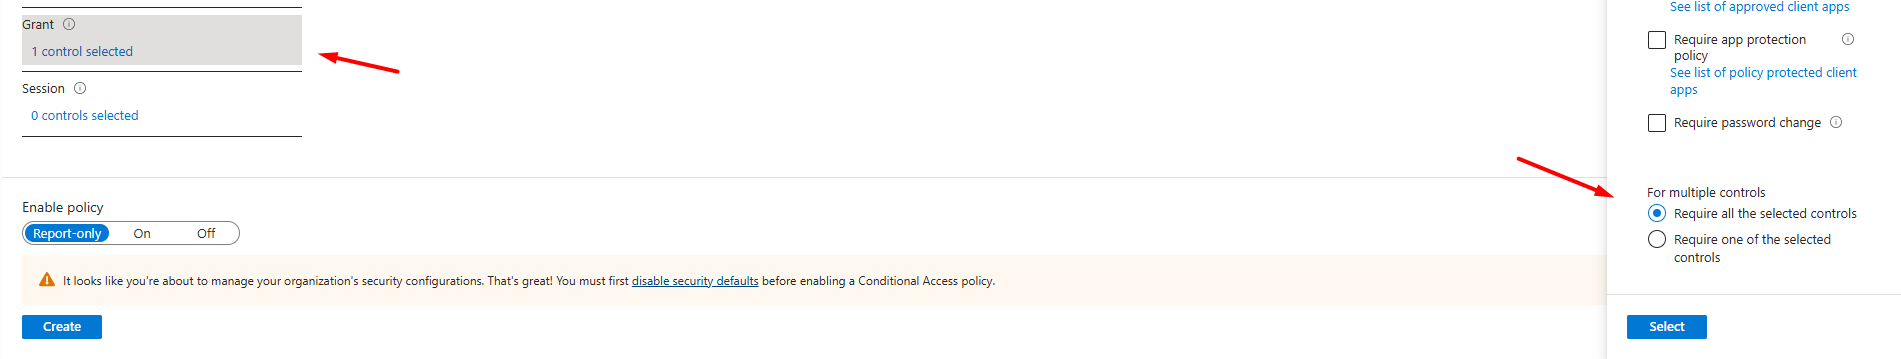 Grant
1 control selected
Session
0 controls selected
Enable policy
Report-only On Off
It looks like you're about to manage your organization's security configurations. That's great! You must first disable security defaults before enabling a Conditional Access policy.
Create
See list of approved client apps
Require app protection
policy
See list of policy protected client
apps
Require password change
For multiple controls
Require all the selected controls
Require one of the selected
controls
Select